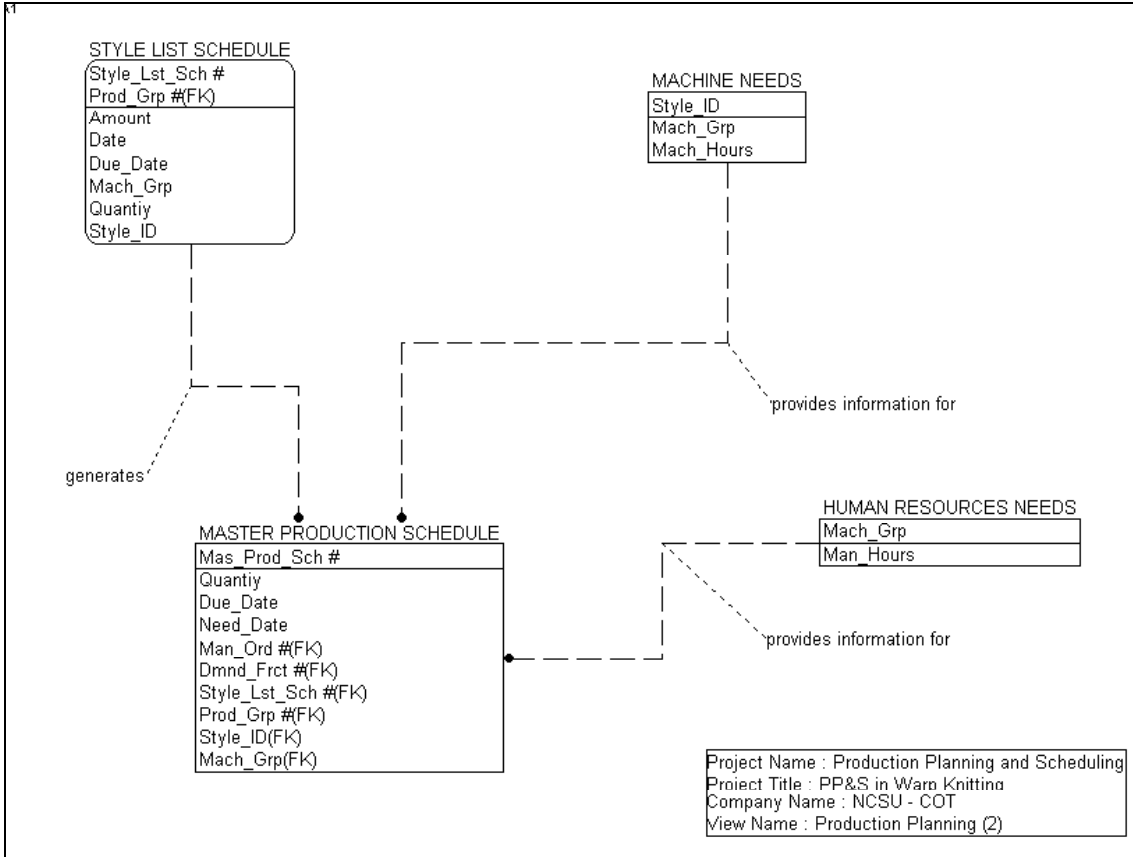 A1
STYLE LIST SCHEDULE
Style_Lst_Sch #
Prod_Grp #(FK)
Amount
Date
Due_Date
Mach_Grp
Quantiy
Style_ID
MACHINE NEEDS
Style_ID
Mach_Grp
Mach_Hours
provides information for
generates
HUMAN RESOURCES NEEDS
Mach_Grp
Man_Hours
provides information for
MASTER PRODUCTION SCHEDULE
Mas_Prod_Sch #
Quantiy
Due_Date
Need_Date
Man_Ord #(FK)
Dmnd_Frct #(FK)
Style_Lst_Sch #(FK)
Prod_Grp #(FK)
Style_ID(FK)
Mach_Grp(FK)
Project Name : Production Planning and Scheduling
Project Title : PP&S in Warp Knitting
Company Name : NCSU - COT
View Name : Production Planning (2)